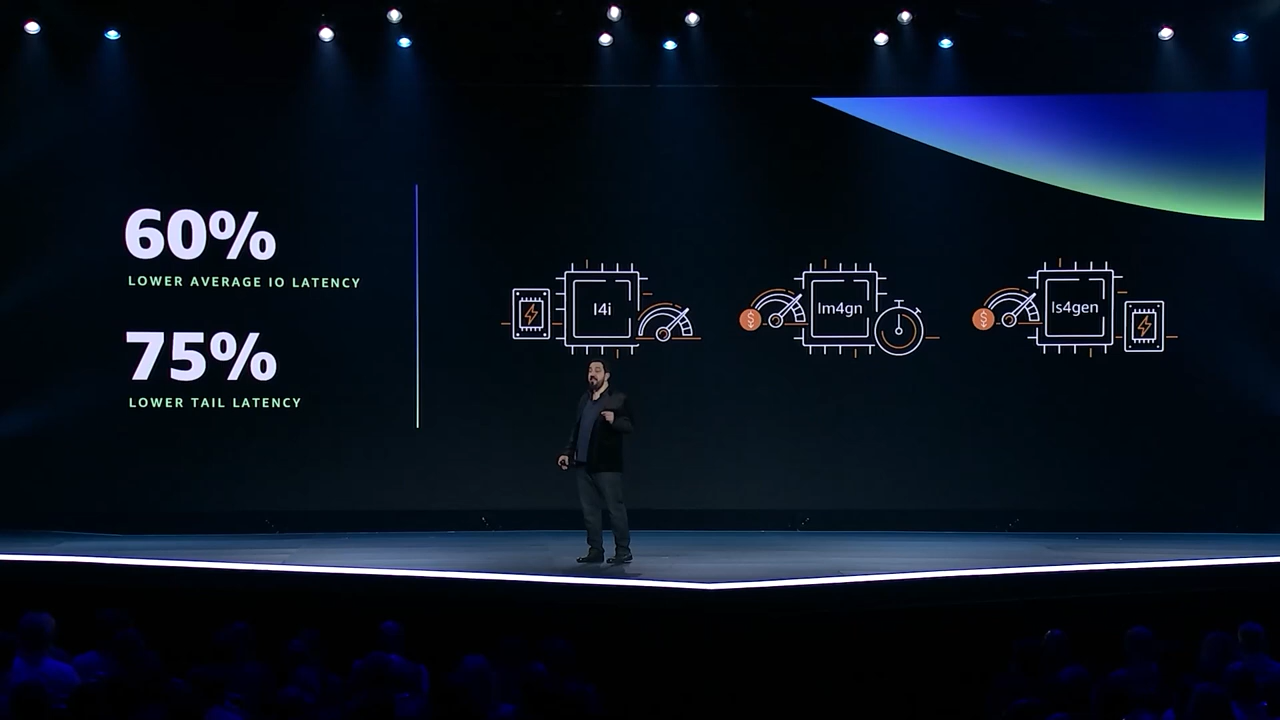 60%
LOWER AVERAGE IO LATENCY
75%
LOWER TAIL LATENCY
I4i
Im4gn
Is4gen
$
$